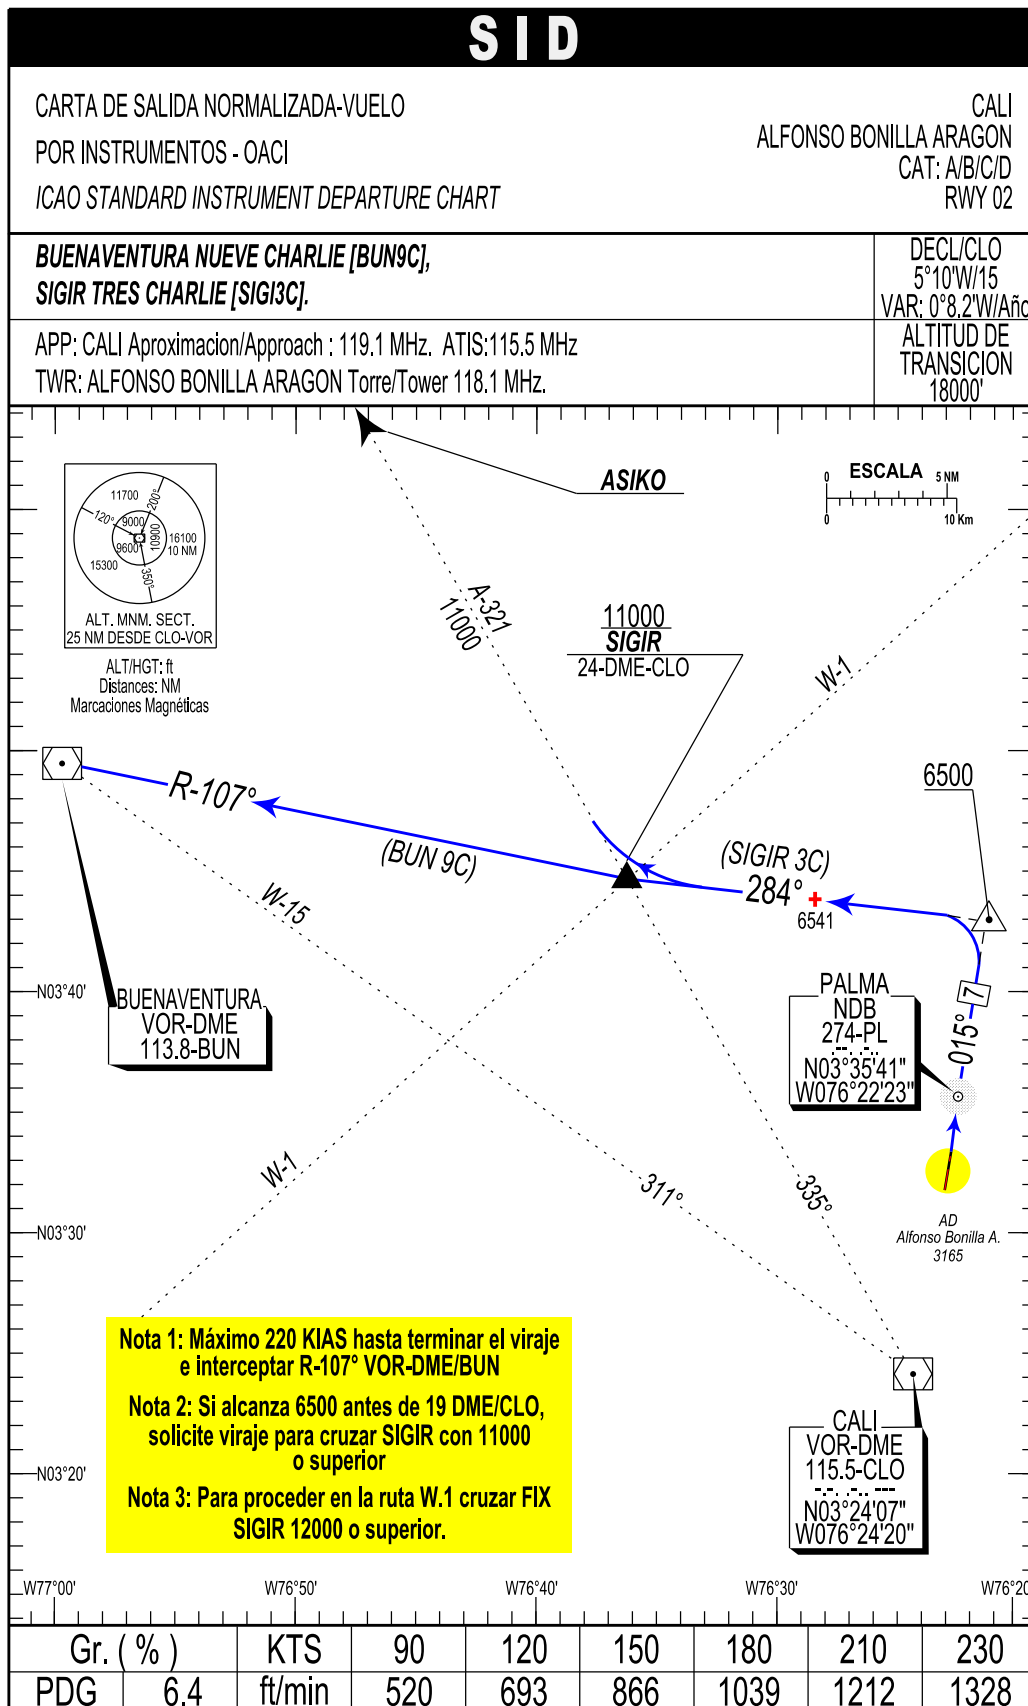 SID
CARTA DE SALIDA NORMALIZADA-VUELO
POR INSTRUMENTOS - OACI
ICAO STANDARD INSTRUMENT DEPARTURE CHART
CALI
ALFONSO BONILLA ARAGON
CAT: A/B/C/D
RWY 02
BUENAVENTURA NUEVE CHARLIE [BUN9C],
SIGIR TRES CHARLIE [SIGI3C].
DECL/CLO
5°10'W/15
VAR: 0°8.2'W/Año
APP: CALI Aproximacion/Approach : 119.1 MHz. ATIS:115.5 MHz
TWR: ALFONSO BONILLA ARAGON Torre/Tower 118.1 MHz.
ALTITUD DE
TRANSICION
18000'
ASIKO
ESCALA
0 5 NM
0 10 Km
11700
200°
120°
9000
10900
16100
10 NM
9600
15300
350°
ALT. MNM. SECT.
25 NM DESDE CLO-VOR
ALT/HGT: ft
Distances: NM
Marcaciones Magnéticas
A-321
11000
11000
SIGIR
24-DME-CLO
W-1
6500
R-107°
(BUN 9C)
(SIGIR 3C)
284°
6541
W-15
N03°40'
BUENAVENTURA
VOR-DME
113.8-BUN
PALMA
NDB
274-PL
.--. .-..
N03°35'41"
W076°22'23"
7
015°
W-1
311°
335°
N03°30'
AD
Alfonso Bonilla A.
3165
Nota 1: Máximo 220 KIAS hasta terminar el viraje
e interceptar R-107° VOR-DME/BUN
Nota 2: Si alcanza 6500 antes de 19 DME/CLO,
solicite viraje para cruzar SIGIR con 11000
o superior
Nota 3: Para proceder en la ruta W.1 cruzar FIX
SIGIR 12000 o superior.
N03°20'
CALI
VOR-DME
115.5-CLO
-.-. .-.. ---
N03°24'07"
W076°24'20"
W77°00' W76°50' W76°40' W76°30' W76°20'
Gr. ( % ) KTS 90 120 150 180 210 230
PDG 6.4 ft/min 520 693 866 1039 1212 1328